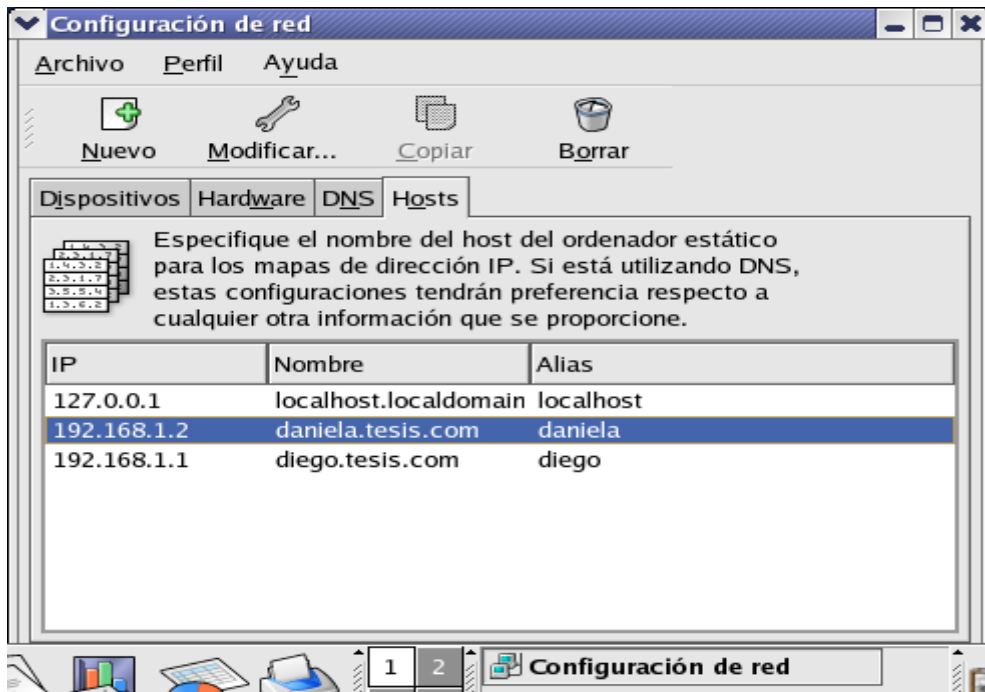 Configuración de red
Archivo Perfil Ayuda
Nuevo Modificar... Copiar Borrar
Dispositivos Hardware DNS Hosts
Especifique el nombre del host del ordenador estático
para los mapas de dirección IP. Si está utilizando DNS,
estas configuraciones tendrán preferencia respecto a
cualquier otra información que se proporcione.
IP Nombre Alias
127.0.0.1 localhost.localdomain localhost
192.168.1.2 daniela.tesis.com daniela
192.168.1.1 diego.tesis.com diego
1 2 Configuración de red